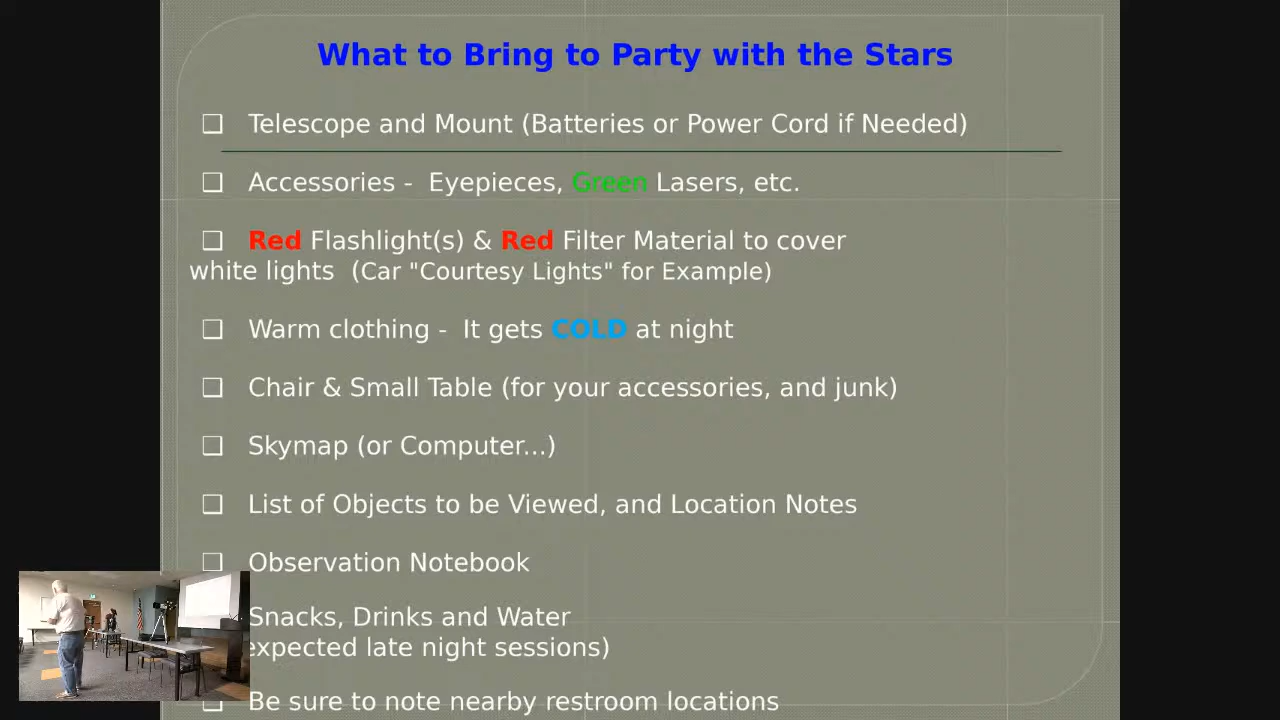 What to Bring to Party with the Stars
❑ Telescope and Mount (Batteries or Power Cord if Needed)
❑ Accessories - Eyepieces, Green Lasers, etc.
❑ Red Flashlight(s) & Red Filter Material to cover
white lights (Car "Courtesy Lights" for Example)
❑ Warm clothing - It gets COLD at night
❑ Chair & Small Table (for your accessories, and junk)
❑ Skymap (or Computer...)
❑ List of Objects to be Viewed, and Location Notes
❑ Observation Notebook
Snacks, Drinks and Water
expected late night sessions)
❑ Be sure to note nearby restroom locations